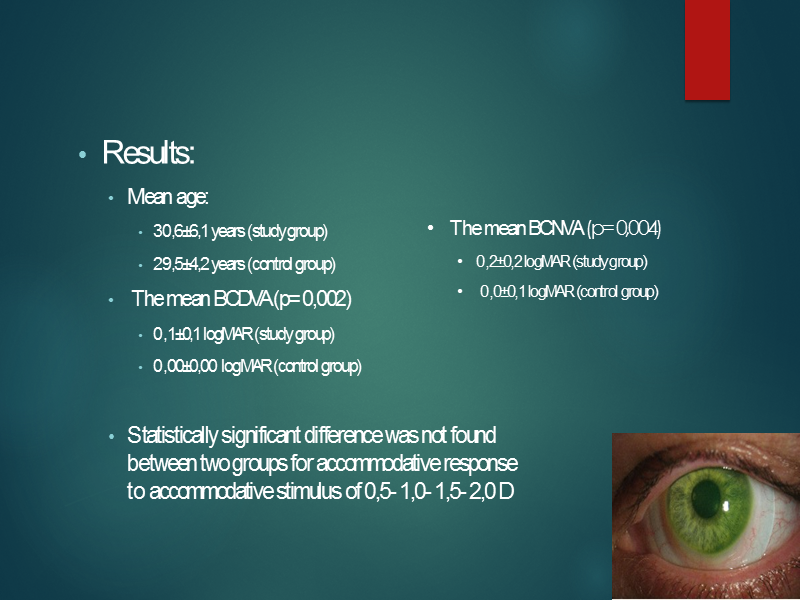 Results:
Mean age:
30,6±6,1 years (study group)
29,5±4,2 years (control group)
The mean BCDVA (p= 0,002)
0,1±0,1 logMAR (study group)
0,00±0,00 logMAR (control group)
The mean BCNVA (p= 0,004)
0,2±0,2 logMAR (study group)
0,0±0,1 logMAR (control group)
Statistically significant difference was not found
between two groups for accommodative response
to accommodative stimulus of 0,5- 1,0- 1,5- 2,0 D